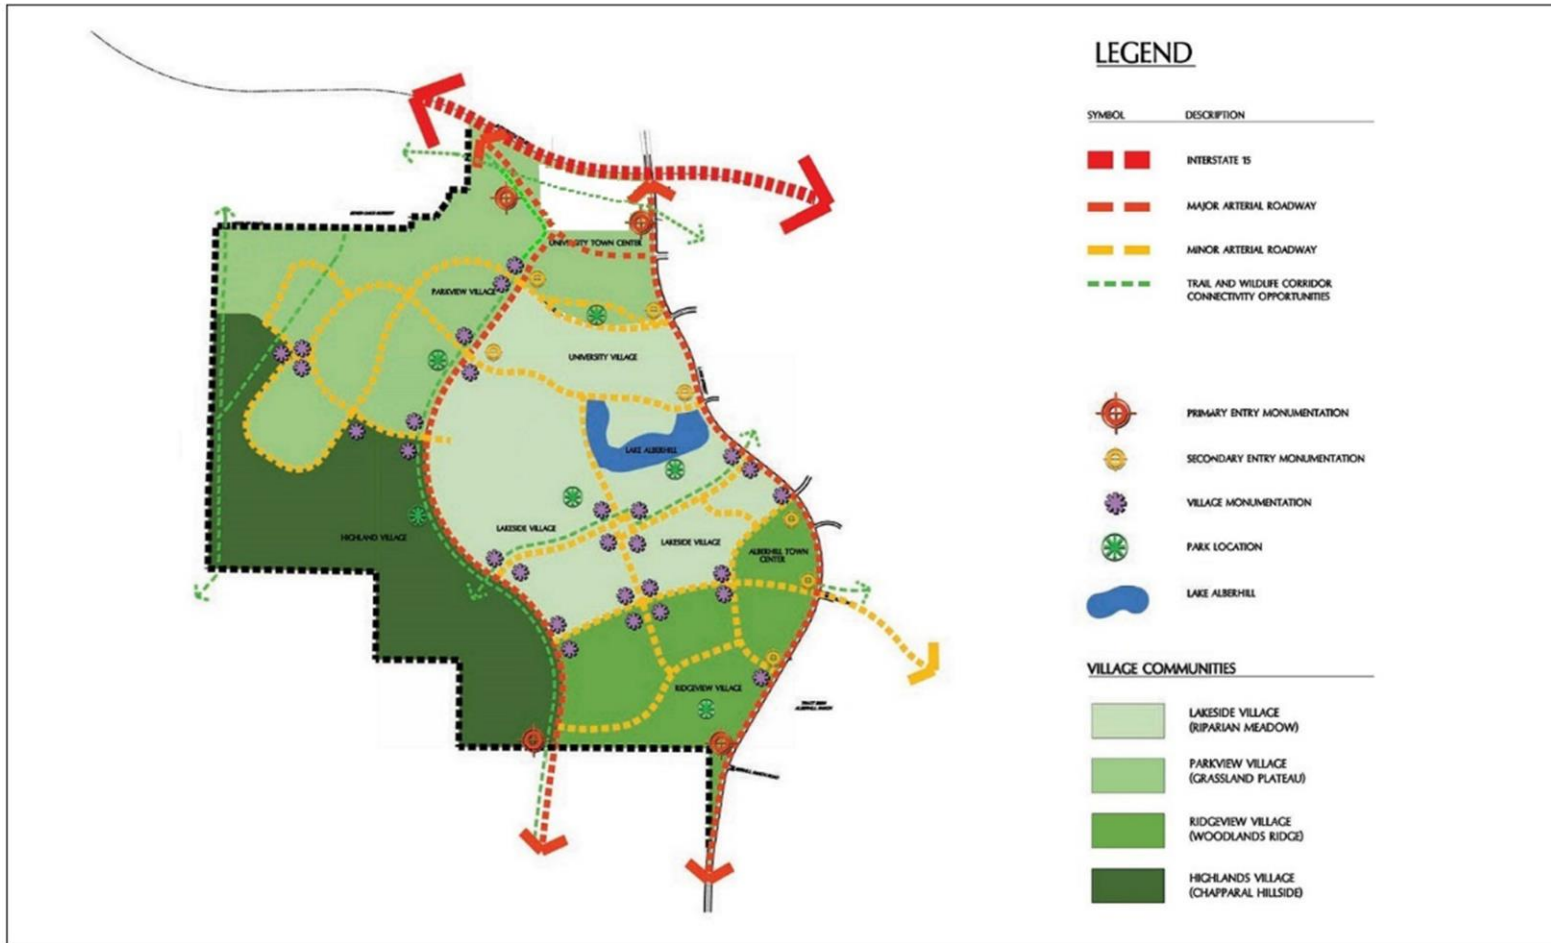 LEGEND
SYMBOL DESCRIPTION
INTERSTATE 15
MAJOR ARTERIAL ROADWAY
MINOR ARTERIAL ROADWAY
TRAIL AND WILDLIFE CORRIDOR
CONNECTIVITY OPPORTUNITIES
PRIMARY ENTRY MONUMENTATION
SECONDARY ENTRY MONUMENTATION
VILLAGE MONUMENTATION
PARK LOCATION
LAKE ALBERHILL
VILLAGE COMMUNITIES
LAKESIDE VILLAGE
(RIPARIAN MEADOW)
PARKVIEW VILLAGE
(GRASSLAND PLATEAU)
RIDGEVIEW VILLAGE
(WOODLANDS RIDGE)
HIGHLANDS VILLAGE
(CHAPPARAL HILLSIDE)
UNIVERSITY TOWN CENTER
PARKVIEW VILLAGE
UNIVERSITY VILLAGE
LAKE ALBERHILL
LAKESIDE VILLAGE
HIGHLAND VILLAGE
LAKESIDE VILLAGE
ALBERHILL TOWN
CENTER
RIDGEVIEW VILLAGE